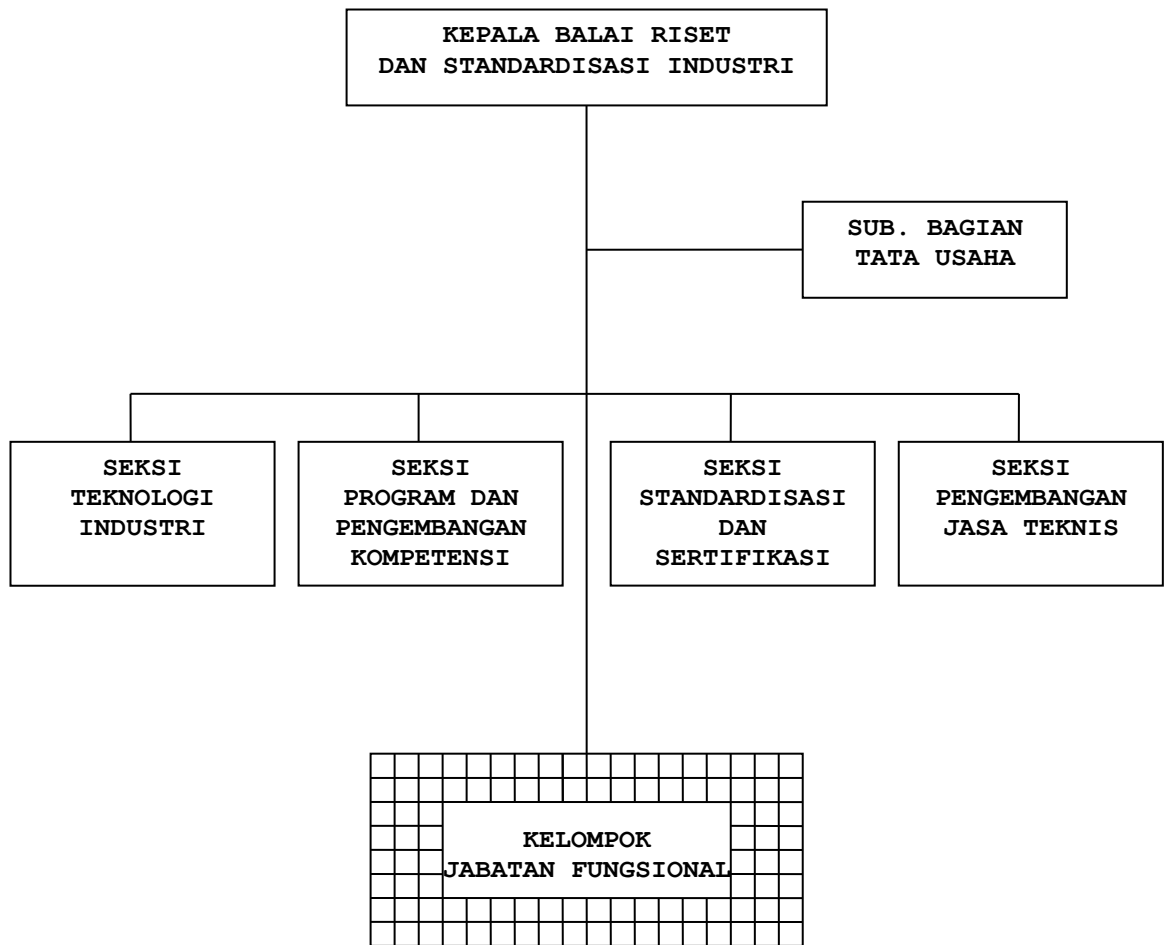 KEPALA BALAI RISET
DAN STANDARDISASI INDUSTRI
SUB. BAGIAN
TATA USAHA
SEKSI
TEKNOLOGI
INDUSTRI
SEKSI
PROGRAM DAN
PENGEMBANGAN
KOMPETENSI
SEKSI
STANDARDISASI
DAN
SERTIFIKASI
SEKSI
PENGEMBANGAN
JASA TEKNIS
KELOMPOK
JABATAN FUNGSIONAL